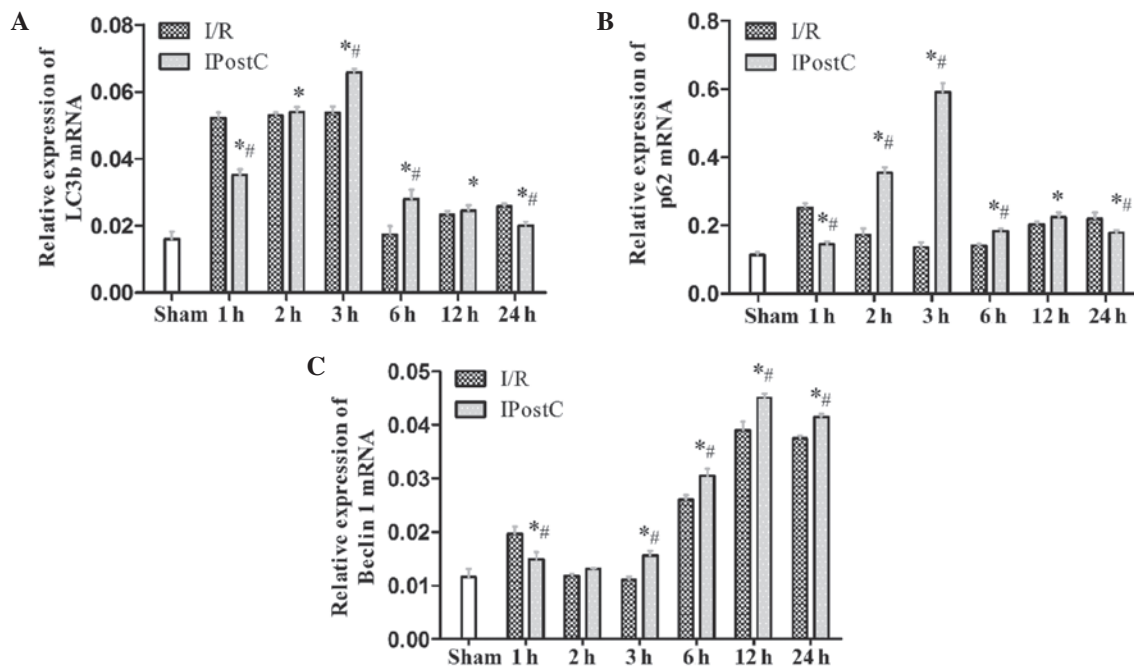 A
Relative expression of
LC3b mRNA
0.08
0.06
0.04
0.02
0.00
I/R
IPostC
*#
*
*#
*#
*
*#
Sham 1 h 2 h 3 h 6 h 12 h 24 h
B
Relative expression of
p62 mRNA
0.8
0.6
0.4
0.2
0.0
I/R
IPostC
*#
*#
*#
*#
*
*#
Sham 1 h 2 h 3 h 6 h 12 h 24 h
C
Relative expression of
Beclin 1 mRNA
0.05
0.04
0.03
0.02
0.01
0.00
I/R
IPostC
*#
*#
*#
*#
*#
Sham 1 h 2 h 3 h 6 h 12 h 24 h